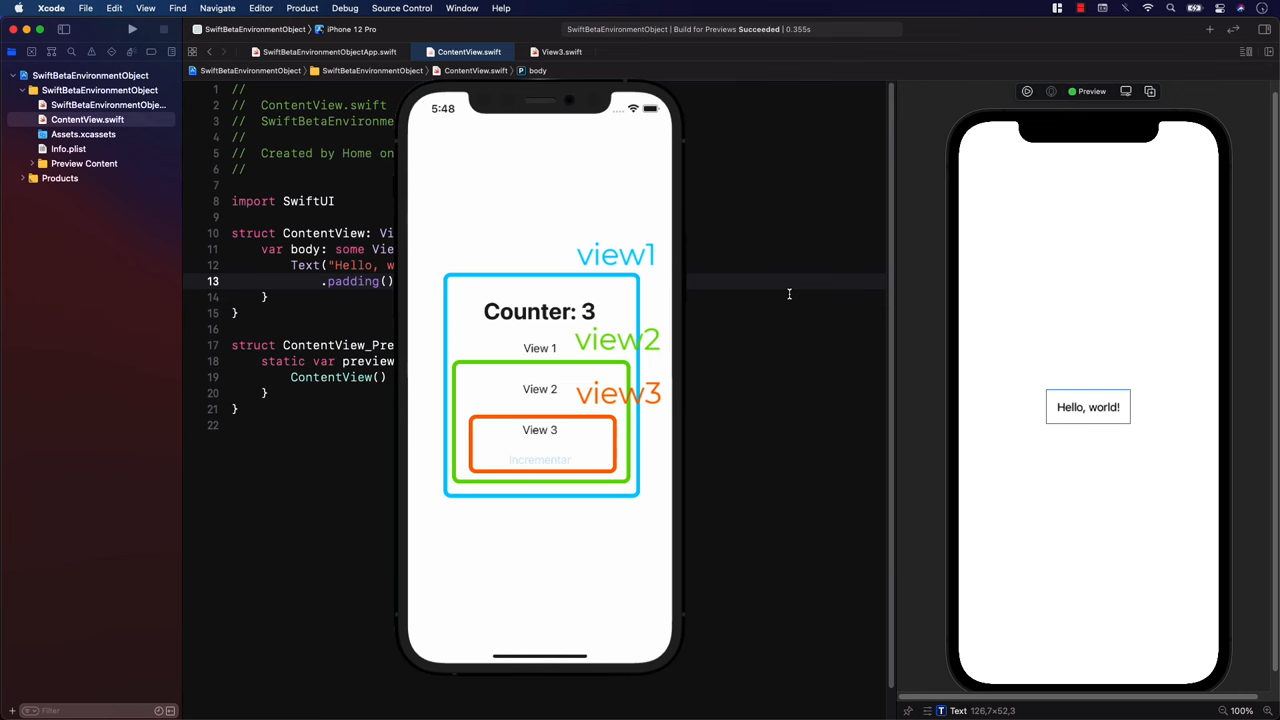 Xcode File Edit View Find Navigate Editor Product Debug Source Control Window Help
SwiftBetaEnvironmentObject iPhone 12 Pro
SwiftBetaEnvironmentObject | Build for Previews Succeeded | 0.355s
SwiftBetaEnvironmentObjectApp.swift ContentView.swift View3.swift
SwiftBetaEnvironmentObject SwiftBetaEnvironmentObject ContentView.swift body
SwiftBetaEnvironmentObject
SwiftBetaEnvironmentObject
SwiftBetaEnvironmentObje...
ContentView.swift
Assets.xcassets
Info.plist
Preview Content
Products
Filter
1 //
2 // ContentView.swift
3 // SwiftBetaEnvironme
4 //
5 // Created by Home on
6 //
7
8 import SwiftUI
9
10 struct ContentView: Vi
11 var body: some Vie
12 Text("Hello, w
13 .padding()
14 }
15 }
16
17 struct ContentView_Pre
18 static var preview
19 ContentView()
20 }
21 }
22
5:48
view1
Counter: 3
View 1
view2
View 2
view3
View 3
Incrementar
Preview
Hello, world!
T Text 126,7×52,3
100%